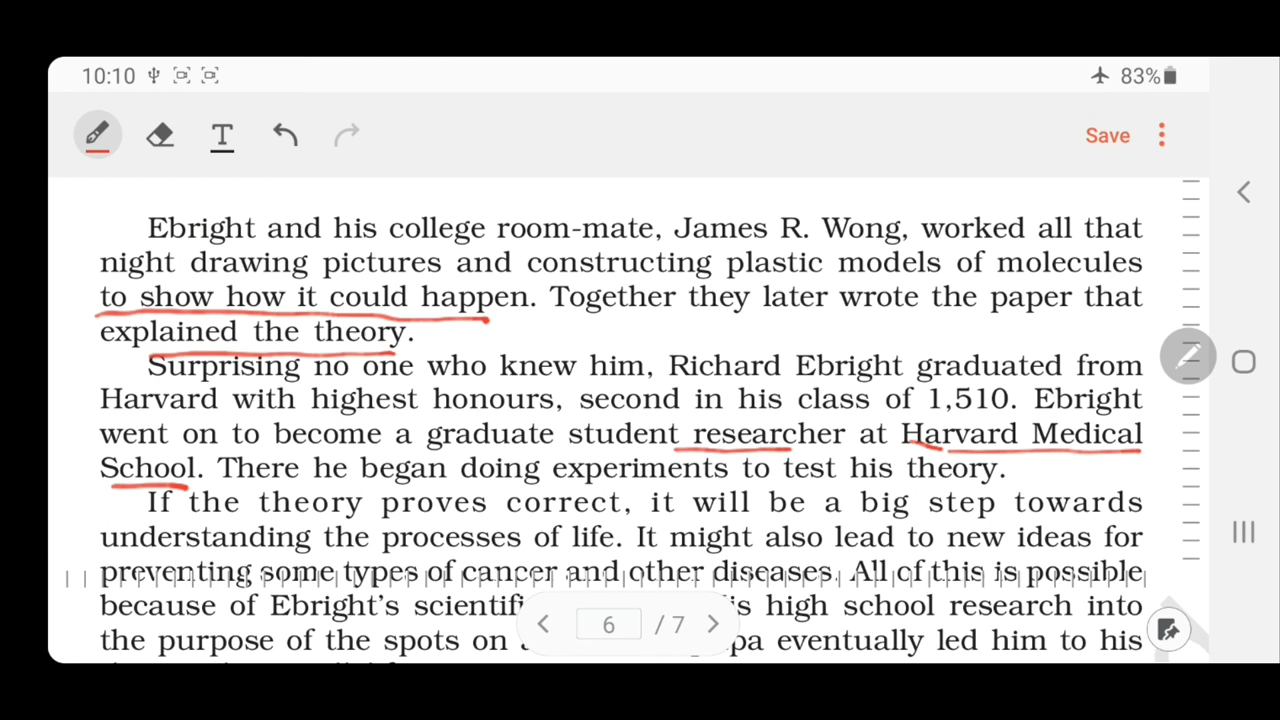 10:10 83%
T Save
Ebright and his college room-mate, James R. Wong, worked all that
night drawing pictures and constructing plastic models of molecules
to show how it could happen. Together they later wrote the paper that
explained the theory.
Surprising no one who knew him, Richard Ebright graduated from
Harvard with highest honours, second in his class of 1,510. Ebright
went on to become a graduate student researcher at Harvard Medical
School. There he began doing experiments to test his theory.
If the theory proves correct, it will be a big step towards
understanding the processes of life. It might also lead to new ideas for
preventing some types of cancer and other diseases. All of this is possible
because of Ebright's high school research into
the purpose of the spots on eventually led him to his
6 / 7